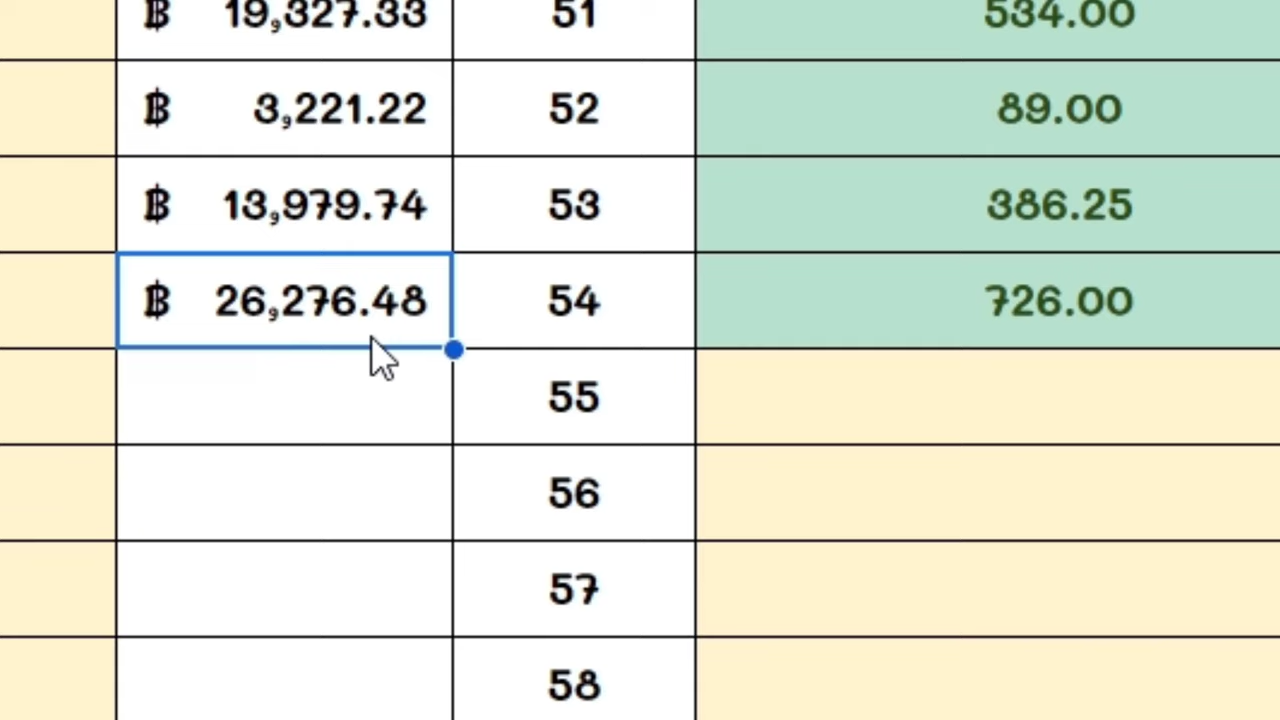 ฿ 19,327.33 51 534.00
฿ 3,221.22 52 89.00
฿ 13,979.74 53 386.25
฿ 26,276.48 54 726.00
55
56
57
58